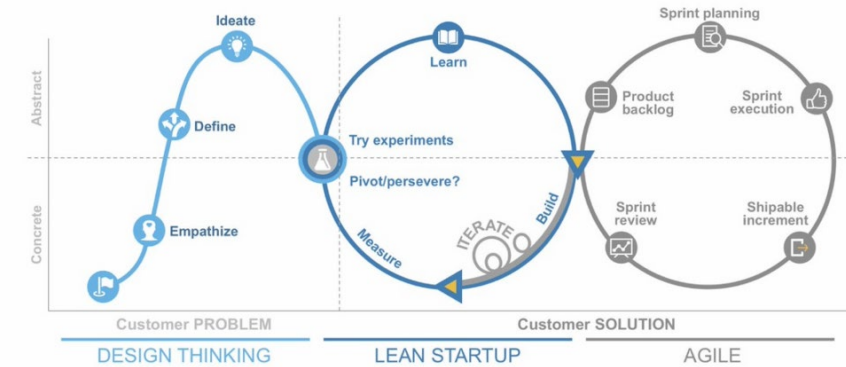 Ideate
Define
Empathize
Abstract
Concrete
Learn
Try experiments
Pivot/persevere?
Measure
ITERATE
Build
Sprint planning
Product
backlog
Sprint
execution
Sprint
review
Shipable
increment
Customer PROBLEM
Customer SOLUTION
DESIGN THINKING
LEAN STARTUP
AGILE